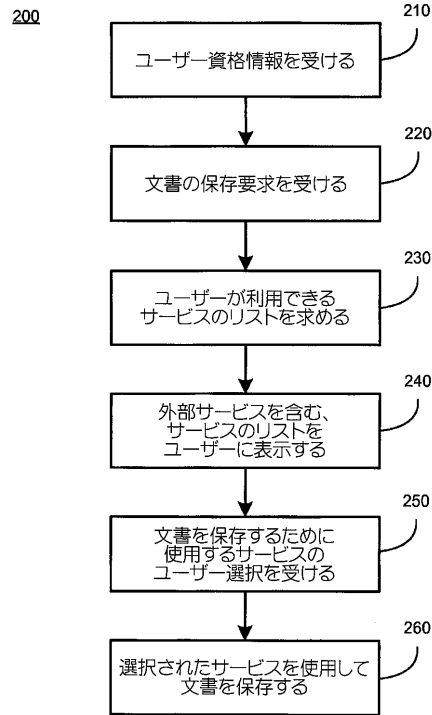 200
210
ユーザー資格情報を受ける
220
文書の保存要求を受ける
230
ユーザーが利用できる
サービスのリストを求める
240
外部サービスを含む、
サービスのリストを
ユーザーに表示する
250
文書を保存するために
使用するサービスの
ユーザー選択を受ける
260
選択されたサービスを使用して
文書を保存する